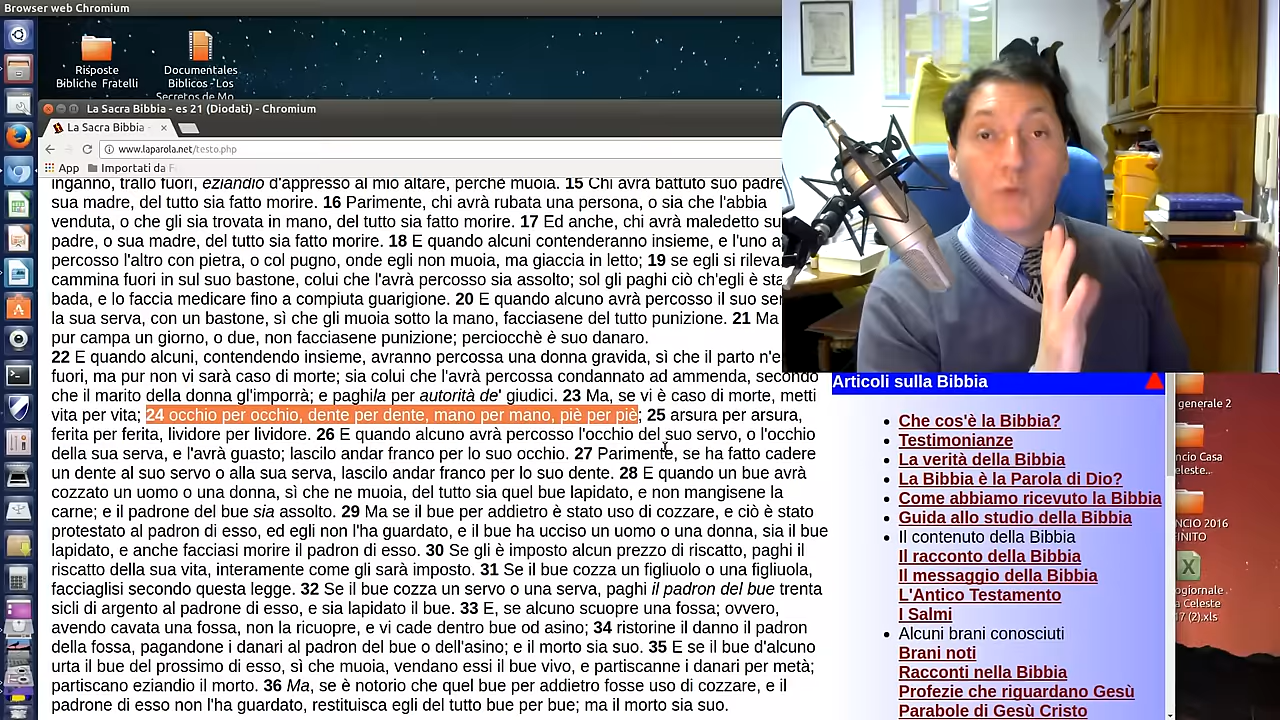 Browser web Chromium
Risposte
Bibliche_Fratelli
Documentales
Biblicos - Los
Secretos de Ma...
La Sacra Bibbia - es 21 (Diodati) - Chromium
La Sacra Bibbia -
www.laparola.net/testo.php
App Importati da F
inganno, trallo fuori, eziandio d'appresso al mio altare, perchè muoia. 15 Chi avrà battuto suo padre
sua madre, del tutto sia fatto morire. 16 Parimente, chi avrà rubata una persona, o sia che l'abbia
venduta, o che gli sia trovata in mano, del tutto sia fatto morire. 17 Ed anche, chi avrà maledetto su
padre, o sua madre, del tutto sia fatto morire. 18 E quando alcuni contenderanno insieme, e l'uno a
percosso l'altro con pietra, o col pugno, onde egli non muoia, ma giaccia in letto; 19 se egli si rileva
cammina fuori in sul suo bastone, colui che l'avrà percosso sia assolto; sol gli paghi ciò ch'egli è sta
bada, e lo faccia medicare fino a compiuta guarigione. 20 E quando alcuno avrà percosso il suo ser
la sua serva, con un bastone, sì che gli muoia sotto la mano, facciasene del tutto punizione. 21 Ma
pur campa un giorno, o due, non facciasene punizione; perciocchè è suo danaro.
22 E quando alcuni, contendendo insieme, avranno percossa una donna gravida, sì che il parto n'e
fuori, ma pur non vi sarà caso di morte; sia colui che l'avrà percossa condannato ad ammenda, secondo
che il marito della donna gl'imporrà; e paghila per autorità de' giudici. 23 Ma, se vi è caso di morte, metti
vita per vita; 24 occhio per occhio, dente per dente, mano per mano, piè per piè; 25 arsura per arsura,
ferita per ferita, lividore per lividore. 26 E quando alcuno avrà percosso l'occhio del suo servo, o l'occhio
della sua serva, e l'avrà guasto; lascilo andar franco per lo suo occhio. 27 Parimente, se ha fatto cadere
un dente al suo servo o alla sua serva, lascilo andar franco per lo suo dente. 28 E quando un bue avrà
cozzato un uomo o una donna, sì che ne muoia, del tutto sia quel bue lapidato, e non mangisene la
carne; e il padrone del bue sia assolto. 29 Ma se il bue per addietro è stato uso di cozzare, e ciò è stato
protestato al padron di esso, ed egli non l'ha guardato, e il bue ha ucciso un uomo o una donna, sia il bue
lapidato, e anche facciasi morire il padron di esso. 30 Se gli è imposto alcun prezzo di riscatto, paghi il
riscatto della sua vita, interamente come gli sarà imposto. 31 Se il bue cozza un figliuolo o una figliuola,
facciaglisi secondo questa legge. 32 Se il bue cozza un servo o una serva, paghi il padron del bue trenta
sicli di argento al padrone di esso, e sia lapidato il bue. 33 E, se alcuno scuopre una fossa; ovvero,
avendo cavata una fossa, non la ricuopre, e vi cade dentro bue od asino; 34 ristorine il danno il padron
della fossa, pagandone i danari al padron del bue o dell'asino; e il morto sia suo. 35 E se il bue d'alcuno
urta il bue del prossimo di esso, sì che muoia, vendano essi il bue vivo, e partiscanne i danari per metà;
partiscano eziandio il morto. 36 Ma, se è notorio che quel bue per addietro fosse uso di cozzare, e il
padrone di esso non l'ha guardato, restituisca egli del tutto bue per bue; ma il morto sia suo.
Articoli sulla Bibbia
Che cos'è la Bibbia?
Testimonianze
La verità della Bibbia
La Bibbia è la Parola di Dio?
Come abbiamo ricevuto la Bibbia
Guida allo studio della Bibbia
Il contenuto della Bibbia
Il racconto della Bibbia
Il messaggio della Bibbia
L'Antico Testamento
I Salmi
Alcuni brani conosciuti
Brani noti
Racconti nella Bibbia
Profezie che riguardano Gesù
Parabole di Gesù Cristo
generale 2
ncio Casa
eleste...
NCIO 2016
FINITO
ogiornale .
a Celeste
17 (2).xls